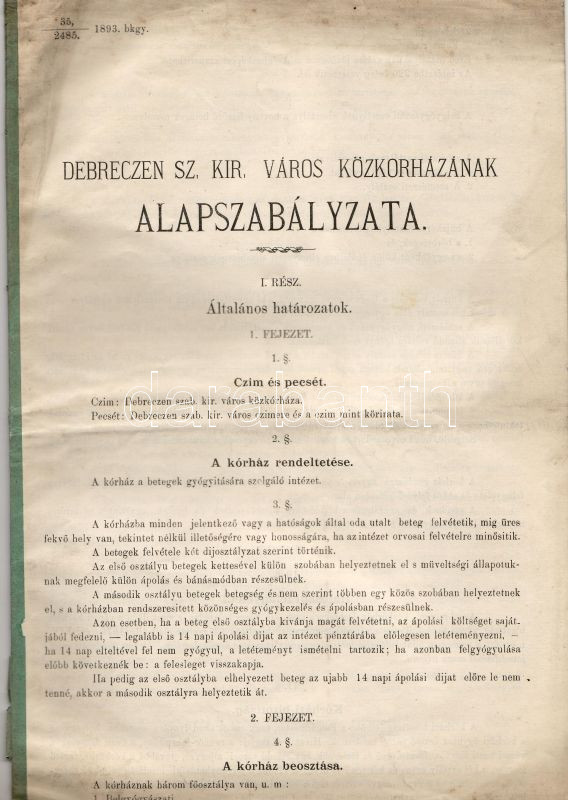 35,
2485. 1893. bkgy.
DEBRECZEN SZ. KIR. VÁROS KÖZKORHÁZÁNAK
ALAPSZABÁLYZATA.
I. RÉSZ.
Általános határozatok.
1. FEJEZET.
1. §.
Czim és pecsét.
Czim: Debreczen szab. kir. város közkórháza.
Pecsét: Debreczen szab. kir. város czimere és a czim mint körirata.
2. §.
A kórház rendeltetése.
A kórház a betegek gyógyitására szolgáló intézet.
3. §.
A kórházba minden jelentkező vagy a hatóságok által oda utalt beteg felvétetik, mig üres
fekvő hely van, tekintet nélkül illetőségére vagy honosságára, ha az intézet orvosai felvételre minősitik.
A betegek felvétele két dijosztályzat szerint történik.
Az első osztályu betegek kettesével külön szobában helyeztetnek el s müveltségi állapotuk-
nak megfelelő külön ápolás és bánásmódban részesülnek.
A második osztályu betegek betegség és nem szerint többen egy közös szobában helyeztetnek
el, s a kórházban rendszeresitett közönséges gyógykezelés és ápolásban részesülnek.
Azon esetben, ha a beteg első osztályba kivánja magát felvétetni, az ápolási költséget saját-
jából fedezni, — legalább is 14 napi ápolási dijat az intézet pénztárába előlegesen letéteményezni, —
ha 14 nap elteltével fel nem gyógyul, a letéteményt ismételni tartozik; ha azonban felgyógyulása
előbb következnék be: a felesleget visszakapja.
Ha pedig az első osztályba elhelyezett beteg az ujabb 14 napi ápolási dijat előre le nem
tenné, akkor a második osztályra helyeztetik át.
2. FEJEZET.
4. §.
A kórház beosztása.
A kórháznak három főosztálya van, u. m:
1. Belgyógyászati
darabanth